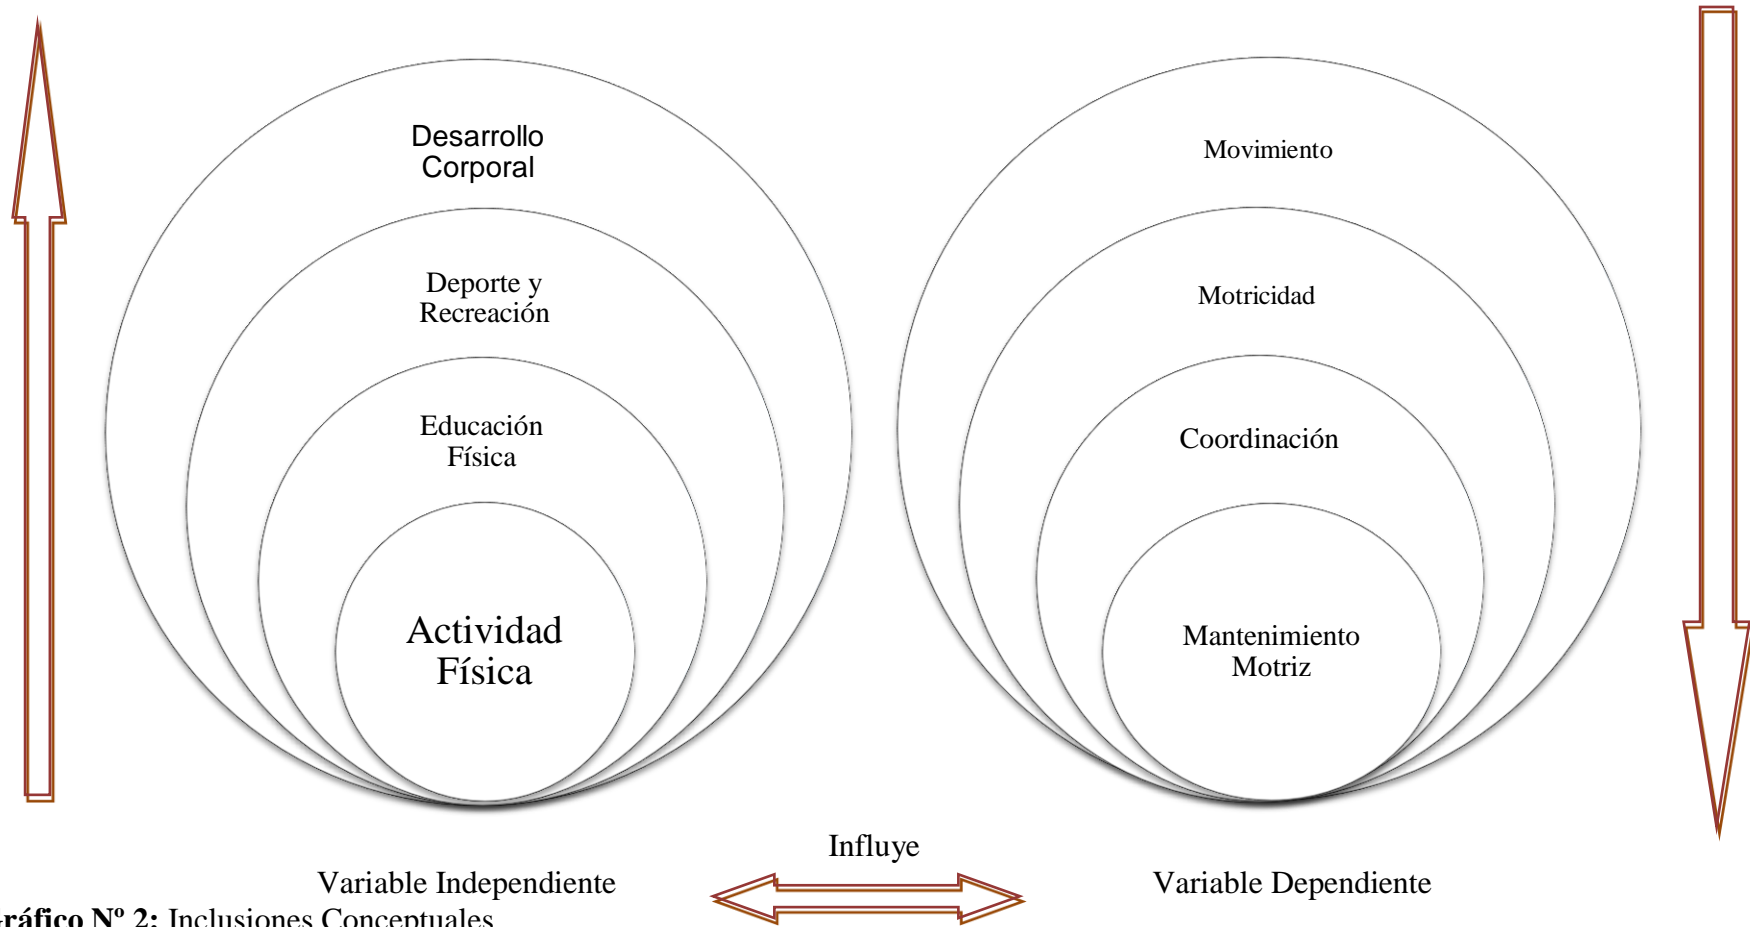 Desarrollo
Corporal
Deporte y
Recreación
Educación
Física
Actividad
Física
Movimiento
Motricidad
Coordinación
Mantenimiento
Motriz
Influye
Variable Independiente
Variable Dependiente
ráfico Nº 2: Inclusiones Conceptuales